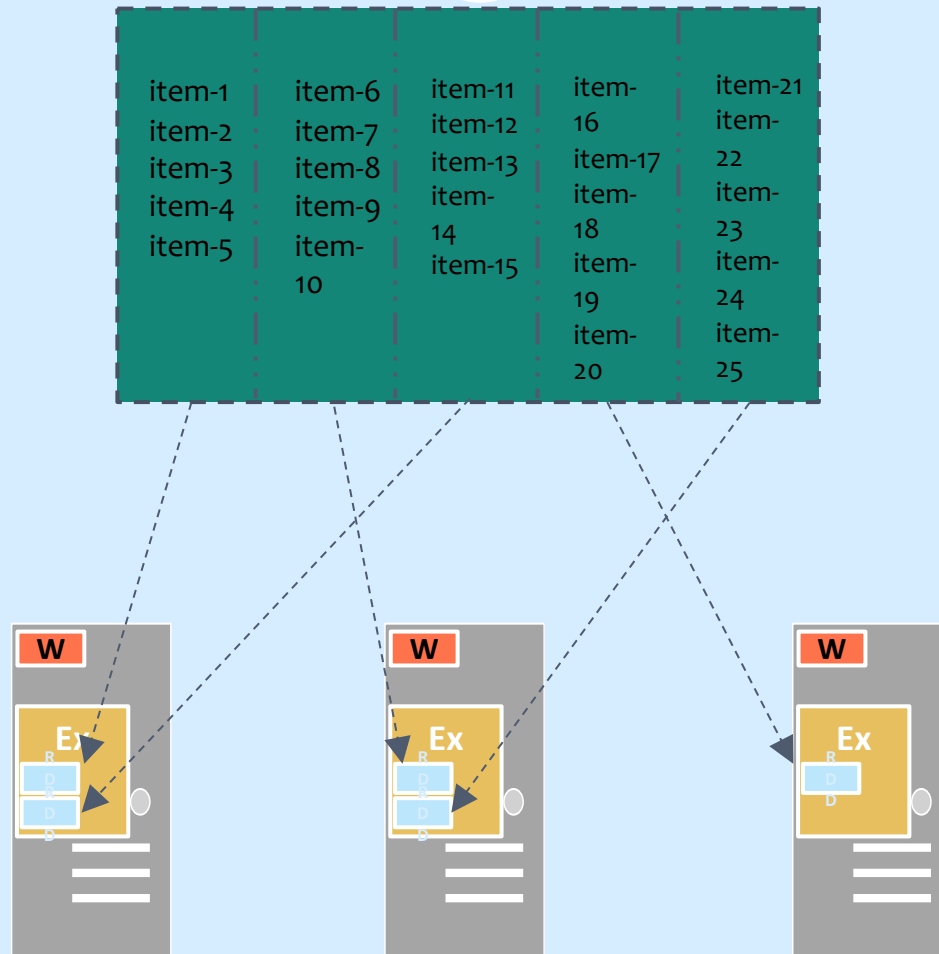 item-1
item-2
item-3
item-4
item-5
item-6
item-7
item-8
item-9
item-
10
item-11
item-12
item-13
item-
14
item-15
item-
16
item-17
item-
18
item-
19
item-
20
item-21
item-
22
item-
23
item-
24
item-
25
W
Ex
R
D
D
R
D
D
W
Ex
R
D
D
R
D
D
W
Ex
R
D
D